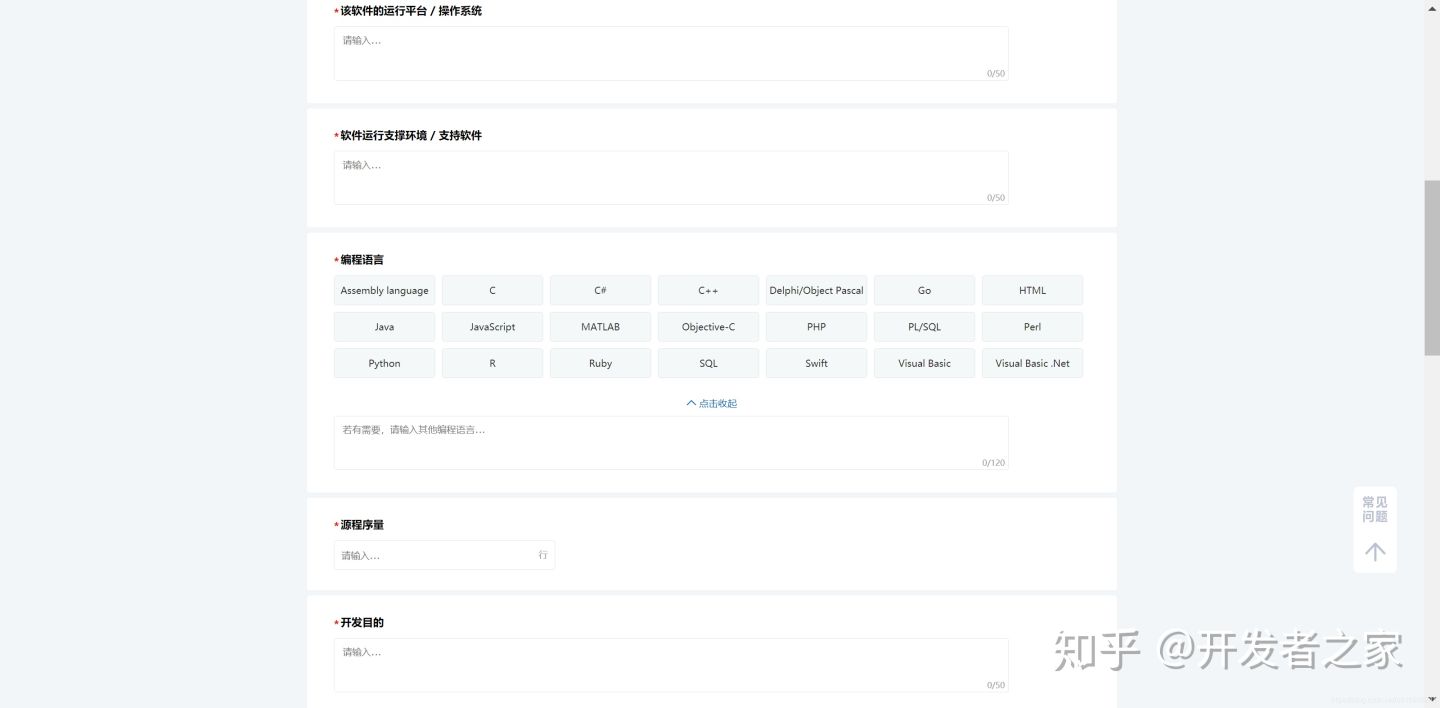 *该软件的运行平台 / 操作系统
请输入...
0/50
*软件运行支撑环境 / 支持软件
请输入...
0/50
*编程语言
Assembly language C C# C++ Delphi/Object Pascal Go HTML
Java JavaScript MATLAB Objective-C PHP PL/SQL Perl
Python R Ruby SQL Swift Visual Basic Visual Basic .Net
点击收起
若有需要，请输入其他编程语言...
0/120
*源程序量
请输入... 行
常见
问题
*开发目的
请输入...
0/50
知乎 @开发者之家